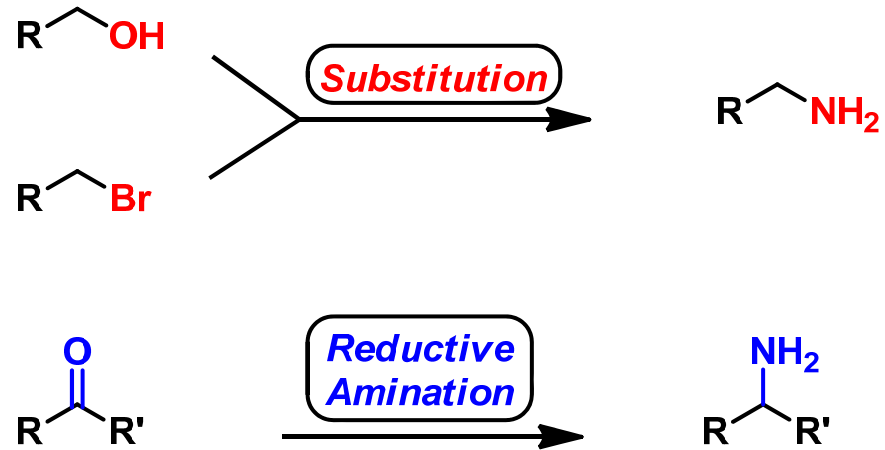 R OH
Substitution
R NH2
R Br
O
Reductive
NH2
Amination
R R'
R R'